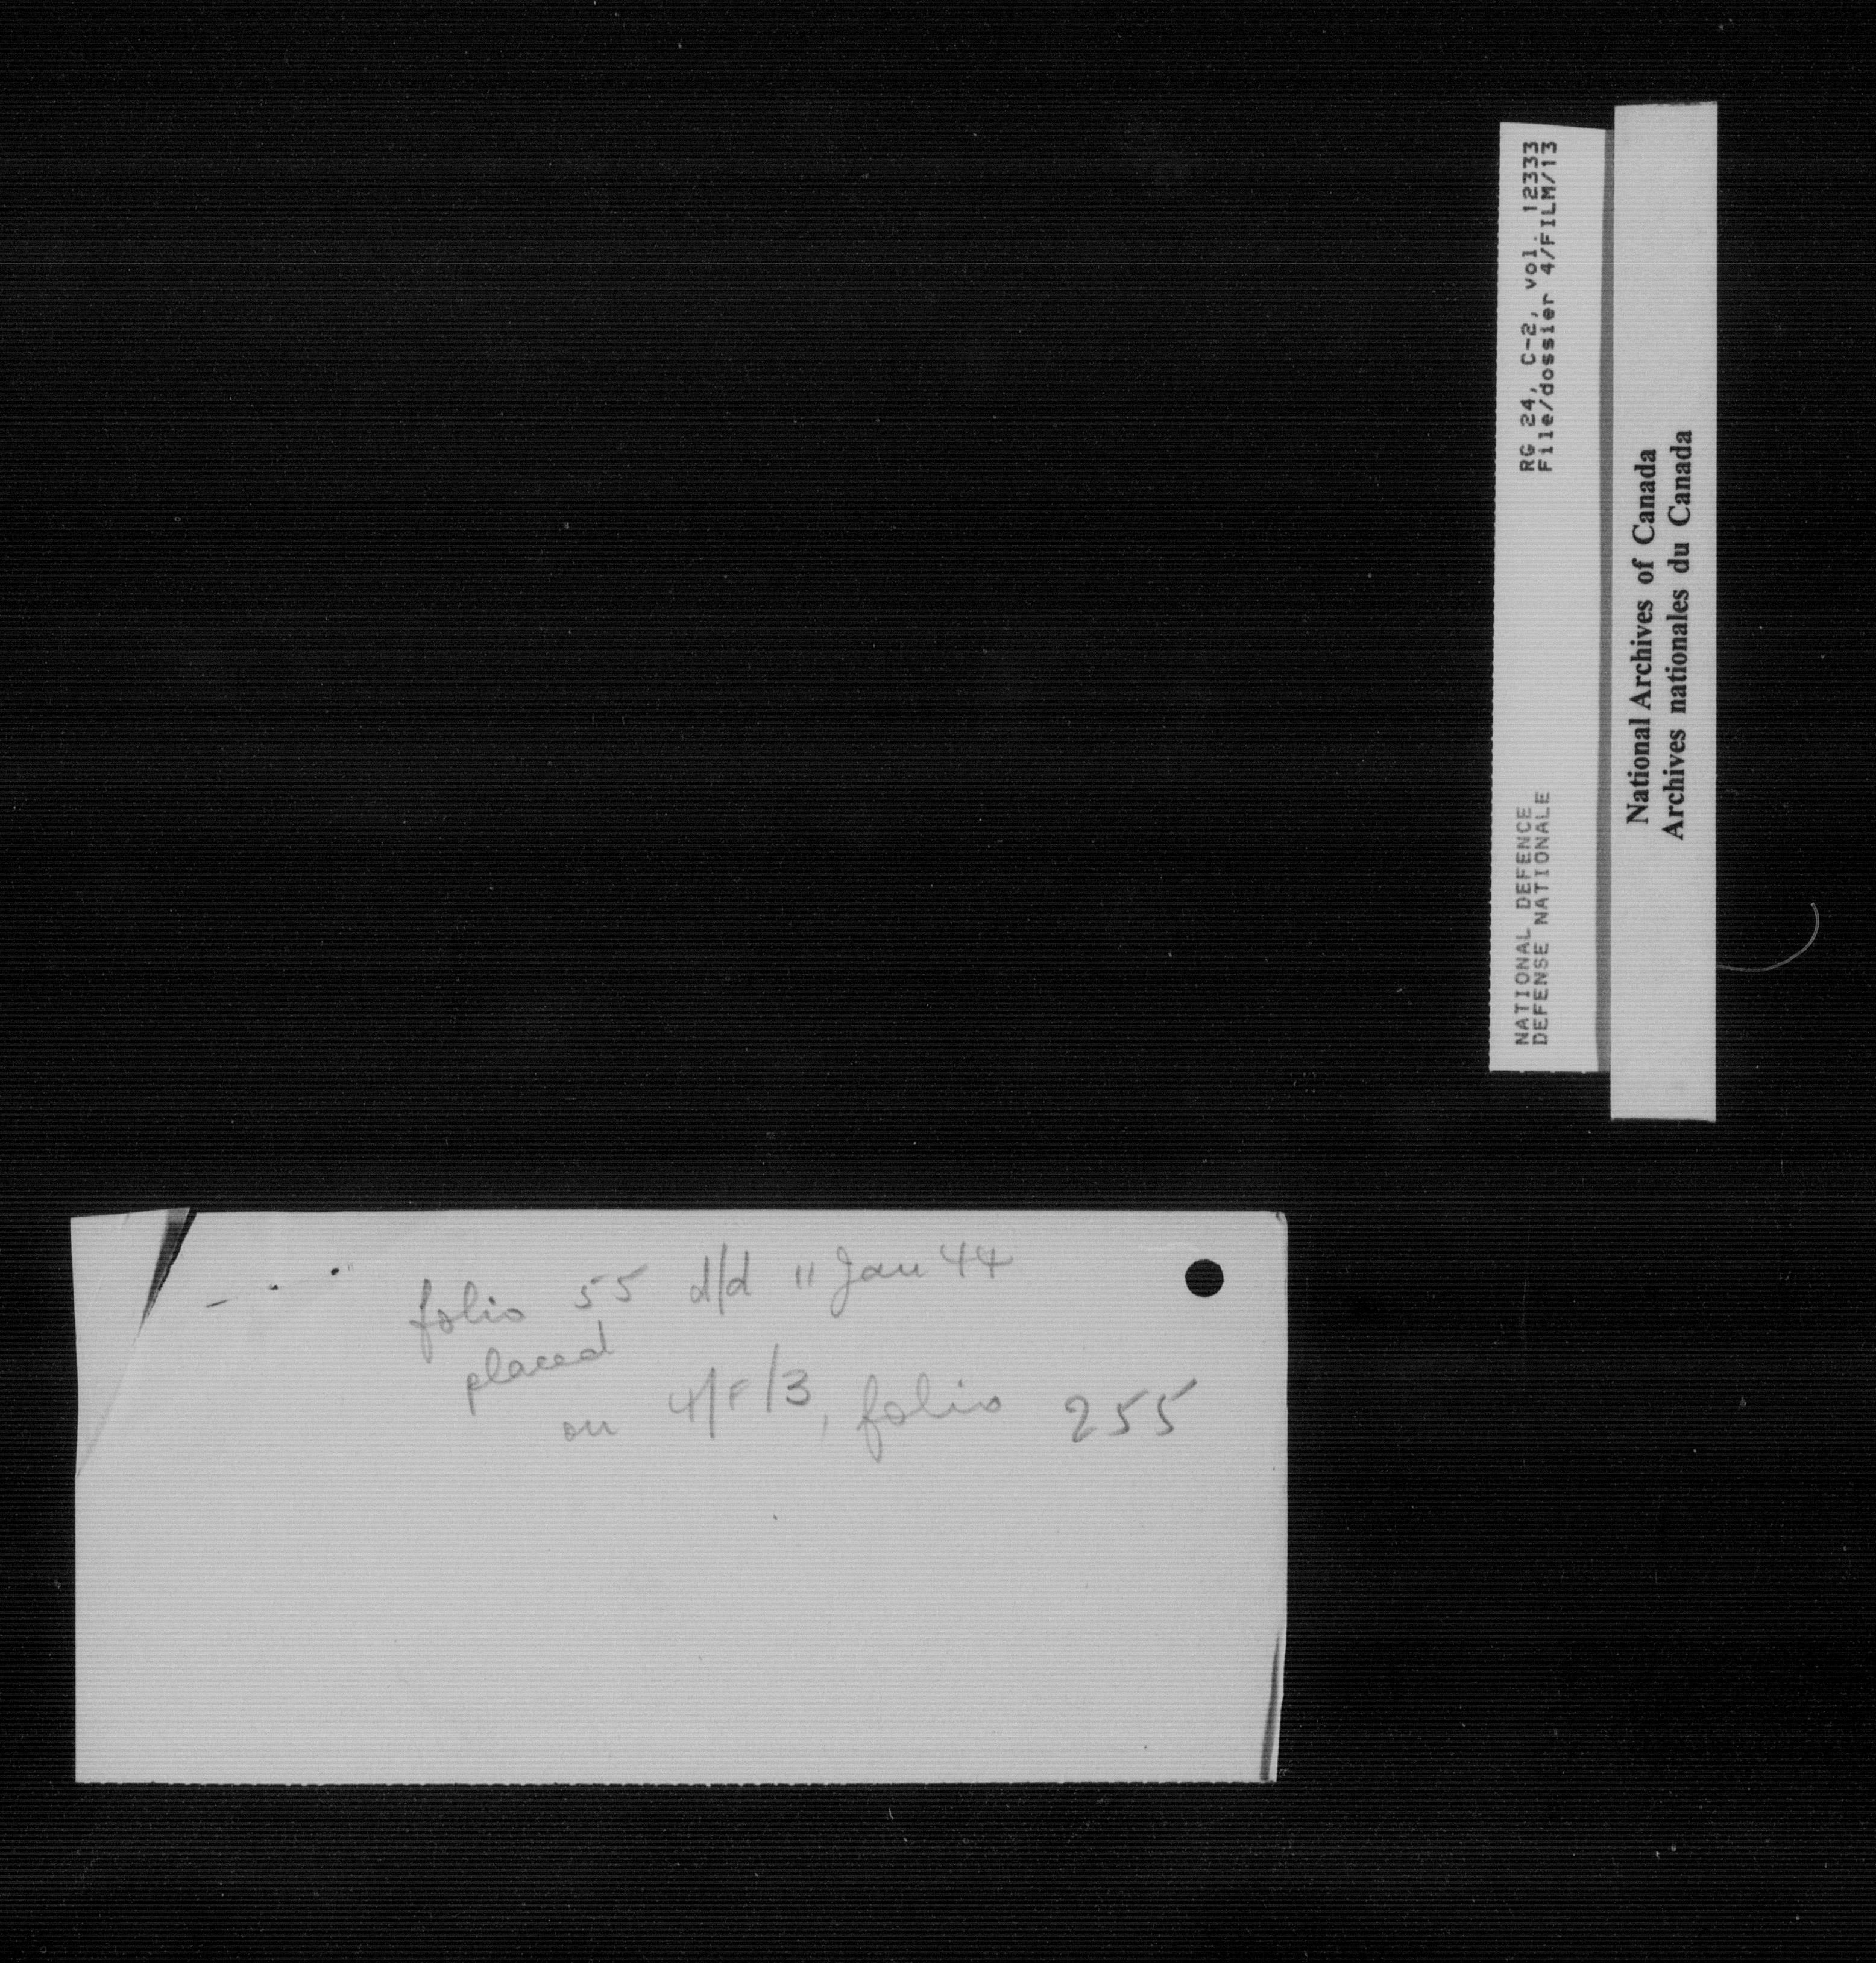 NATIONAL DEFENCE RG 24, C-2, vol. 12333
DEFENSE NATIONALE File/dossier 4/FILM/13
National Archives of Canada
Archives nationales du Canada
folio 55 d/d 11 Jan 44
placed
on 4/F/3, folio 255